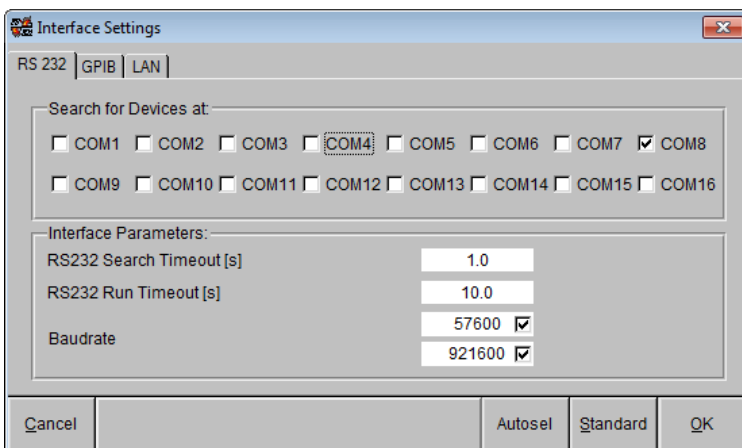 Interface Settings
RS 232 GPIB LAN
Search for Devices at:
COM1 COM2 COM3 COM4 COM5 COM6 COM7 COM8
COM9 COM10 COM11 COM12 COM13 COM14 COM15 COM16
Interface Parameters:
RS232 Search Timeout [s] 1.0
RS232 Run Timeout [s] 10.0
Baudrate 57600
921600
Cancel Autosel Standard OK